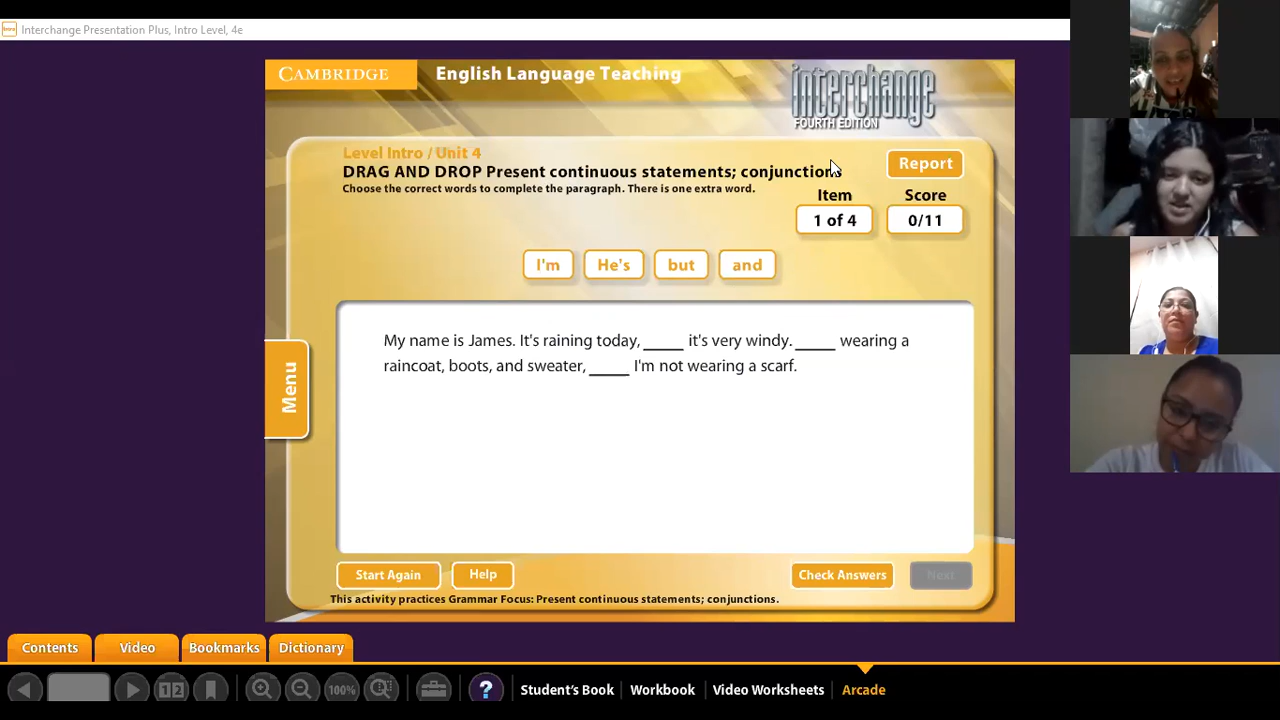 Interchange Presentation Plus, Intro Level, 4e
CAMBRIDGE English Language Teaching
interchange
FOURTH EDITION
Level Intro / Unit 4
DRAG AND DROP Present continuous statements; conjunctions
Choose the correct words to complete the paragraph. There is one extra word.
Report
Item Score
1 of 4 0/11
I'm He's but and
My name is James. It's raining today, _____ it's very windy. _____ wearing a
raincoat, boots, and sweater, _____ I'm not wearing a scarf.
Menu
Start Again Help Check Answers Next
This activity practices Grammar Focus: Present continuous statements; conjunctions.
Contents Video Bookmarks Dictionary
1 2 100% ? Student's Book Workbook Video Worksheets Arcade